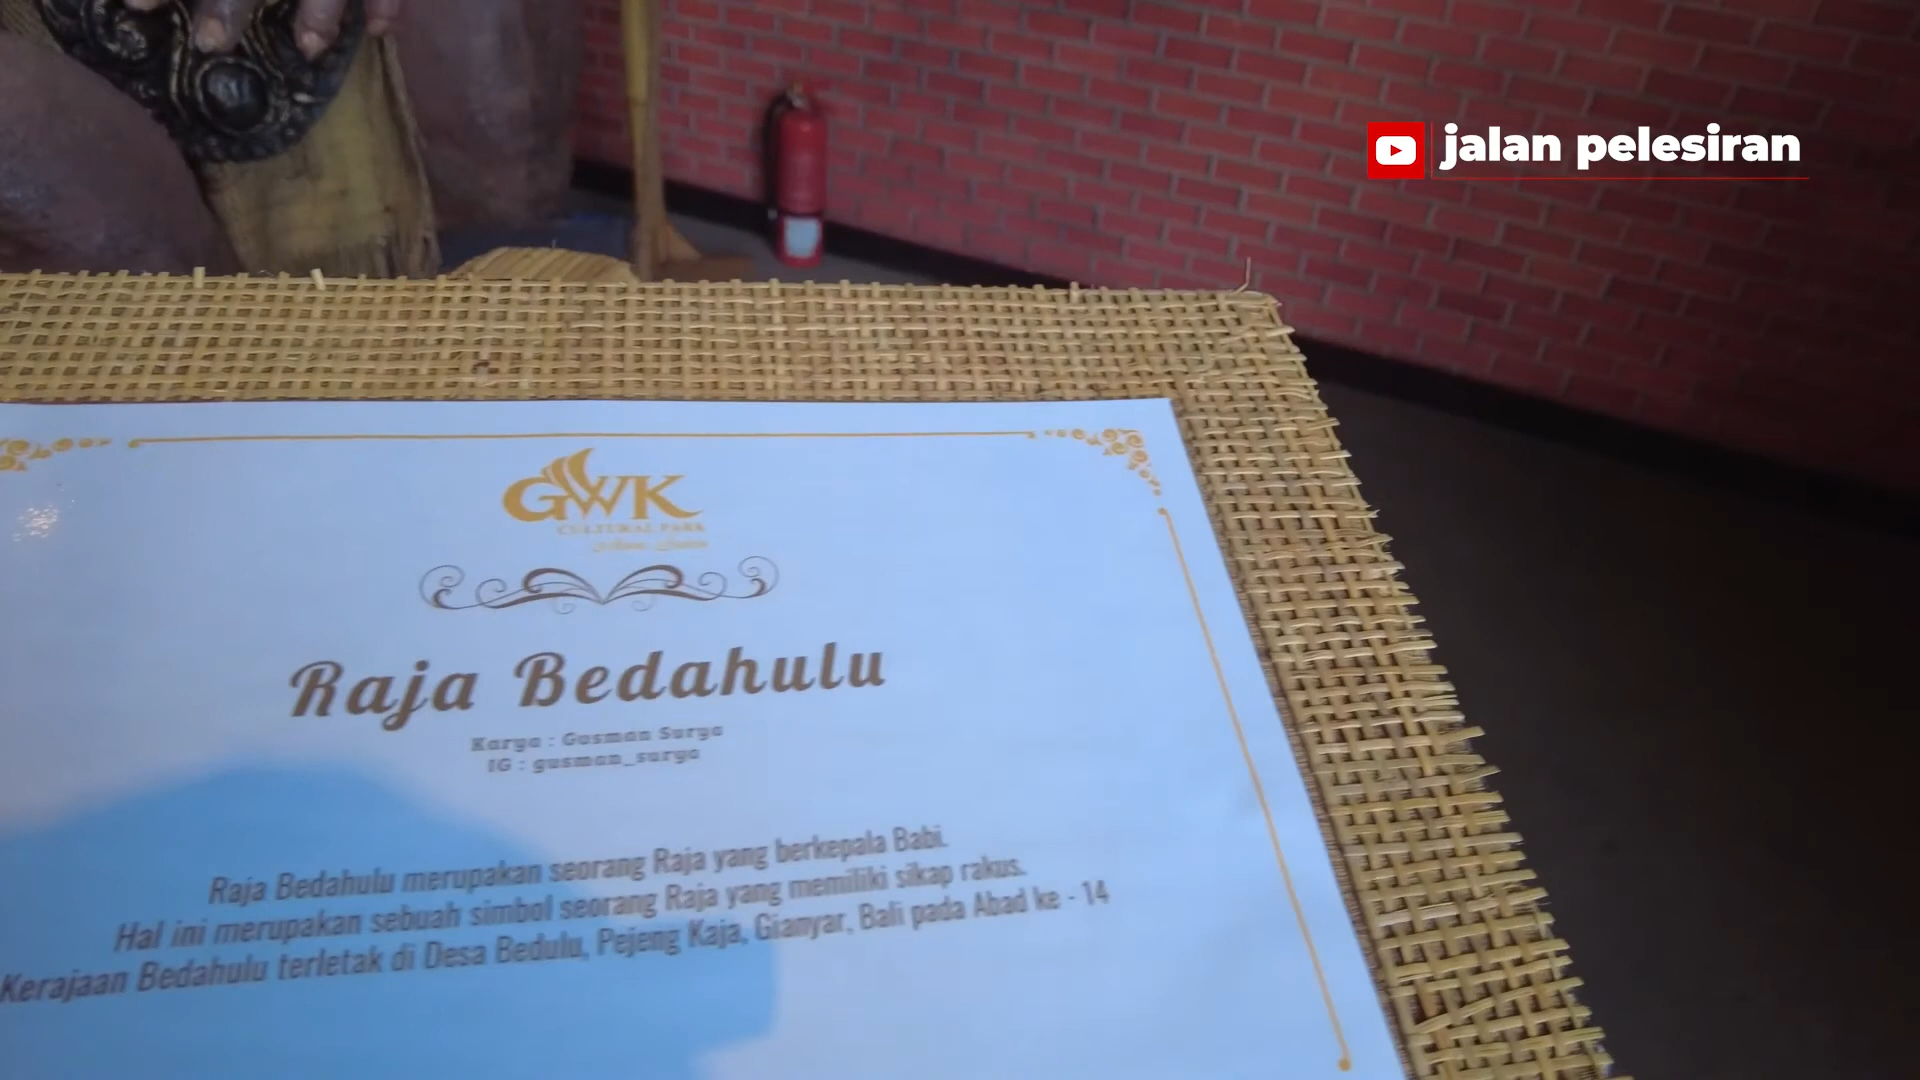 jalan pelesiran
GWK
CULTURAL PARK
Raja Bedahulu
Karya : Gusman Surya
IG : gusman_surya
Raja Bedahulu merupakan seorang Raja yang berkepala Babi.
Hal ini merupakan sebuah simbol seorang Raja yang memiliki sikap rakus.
Kerajaan Bedahulu terletak di Desa Bedulu, Pejeng Kaja, Gianyar, Bali pada Abad ke - 14